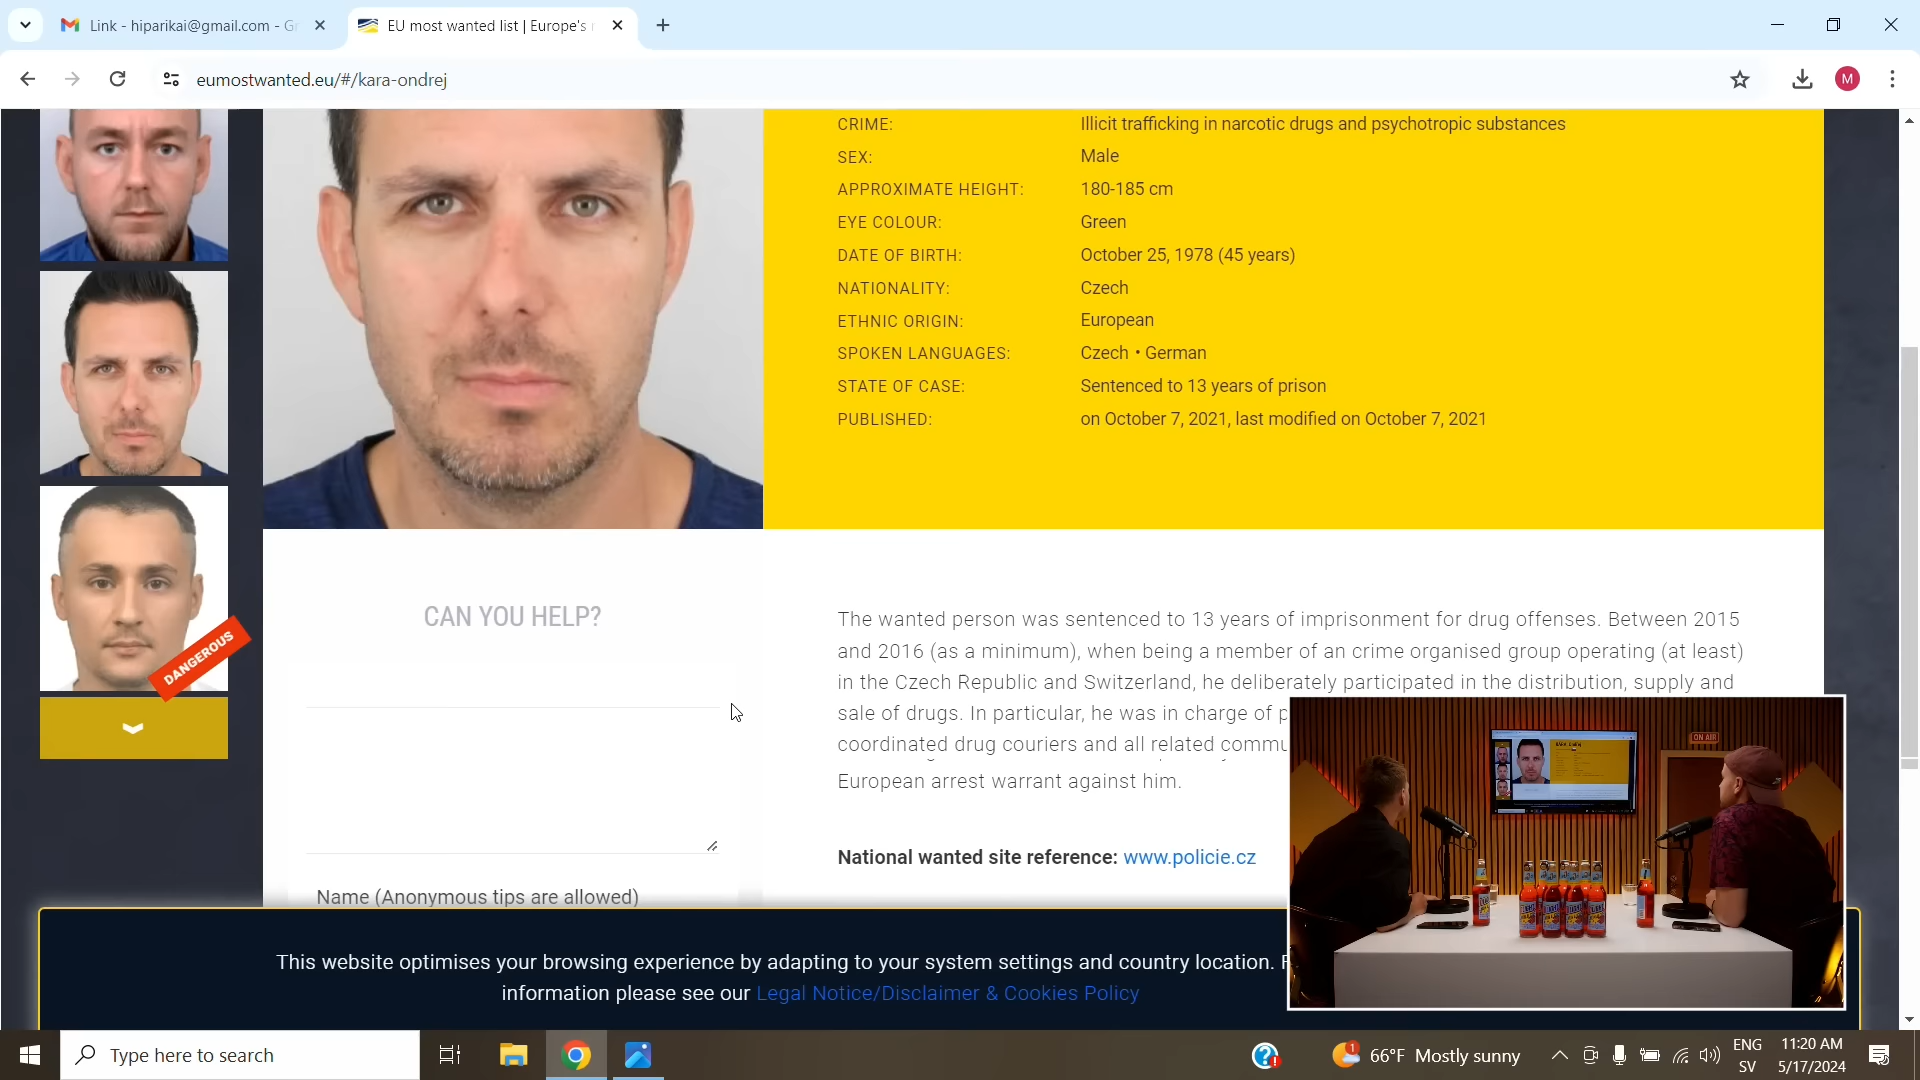 Link - hiparikai@gmail.com - G
EU most wanted list | Europe's
eumostwanted.eu/#/kara-ondrej
M
CRIME: Illicit trafficking in narcotic drugs and psychotropic substances
SEX: Male
APPROXIMATE HEIGHT: 180-185 cm
EYE COLOUR: Green
DATE OF BIRTH: October 25, 1978 (45 years)
NATIONALITY: Czech
ETHNIC ORIGIN: European
SPOKEN LANGUAGES: Czech • German
STATE OF CASE: Sentenced to 13 years of prison
PUBLISHED: on October 7, 2021, last modified on October 7, 2021
DANGEROUS
CAN YOU HELP?
Name (Anonymous tips are allowed)
The wanted person was sentenced to 13 years of imprisonment for drug offenses. Between 2015
and 2016 (as a minimum), when being a member of an crime organised group operating (at least)
in the Czech Republic and Switzerland, he deliberately participated in the distribution, supply and
sale of drugs. In particular, he was in charge of p
coordinated drug couriers and all related commu
European arrest warrant against him.
National wanted site reference: www.policie.cz
ON AIR
This website optimises your browsing experience by adapting to your system settings and country location. F
information please see our Legal Notice/Disclaimer & Cookies Policy
Type here to search
1
66°F Mostly sunny
ENG
SV
11:20 AM
5/17/2024